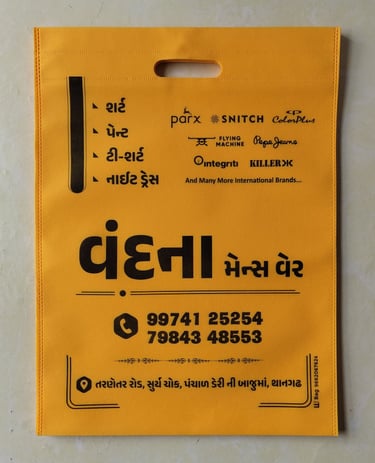 શર્ટ
પેન્ટ
ટી-શર્ટ
નાઈટ ડ્રેસ
parx SNITCH ColorPlus
FLYING MACHINE Pepe Jeans
integriti KILLER
And Many More International Brands...
વંદના મેન્સ વેર
99741 25254
79843 48553
તરણેતર રોડ, સુર્ય ચોક, પંચાળ ડેરી ની બાજુમાં, થાનગઢ